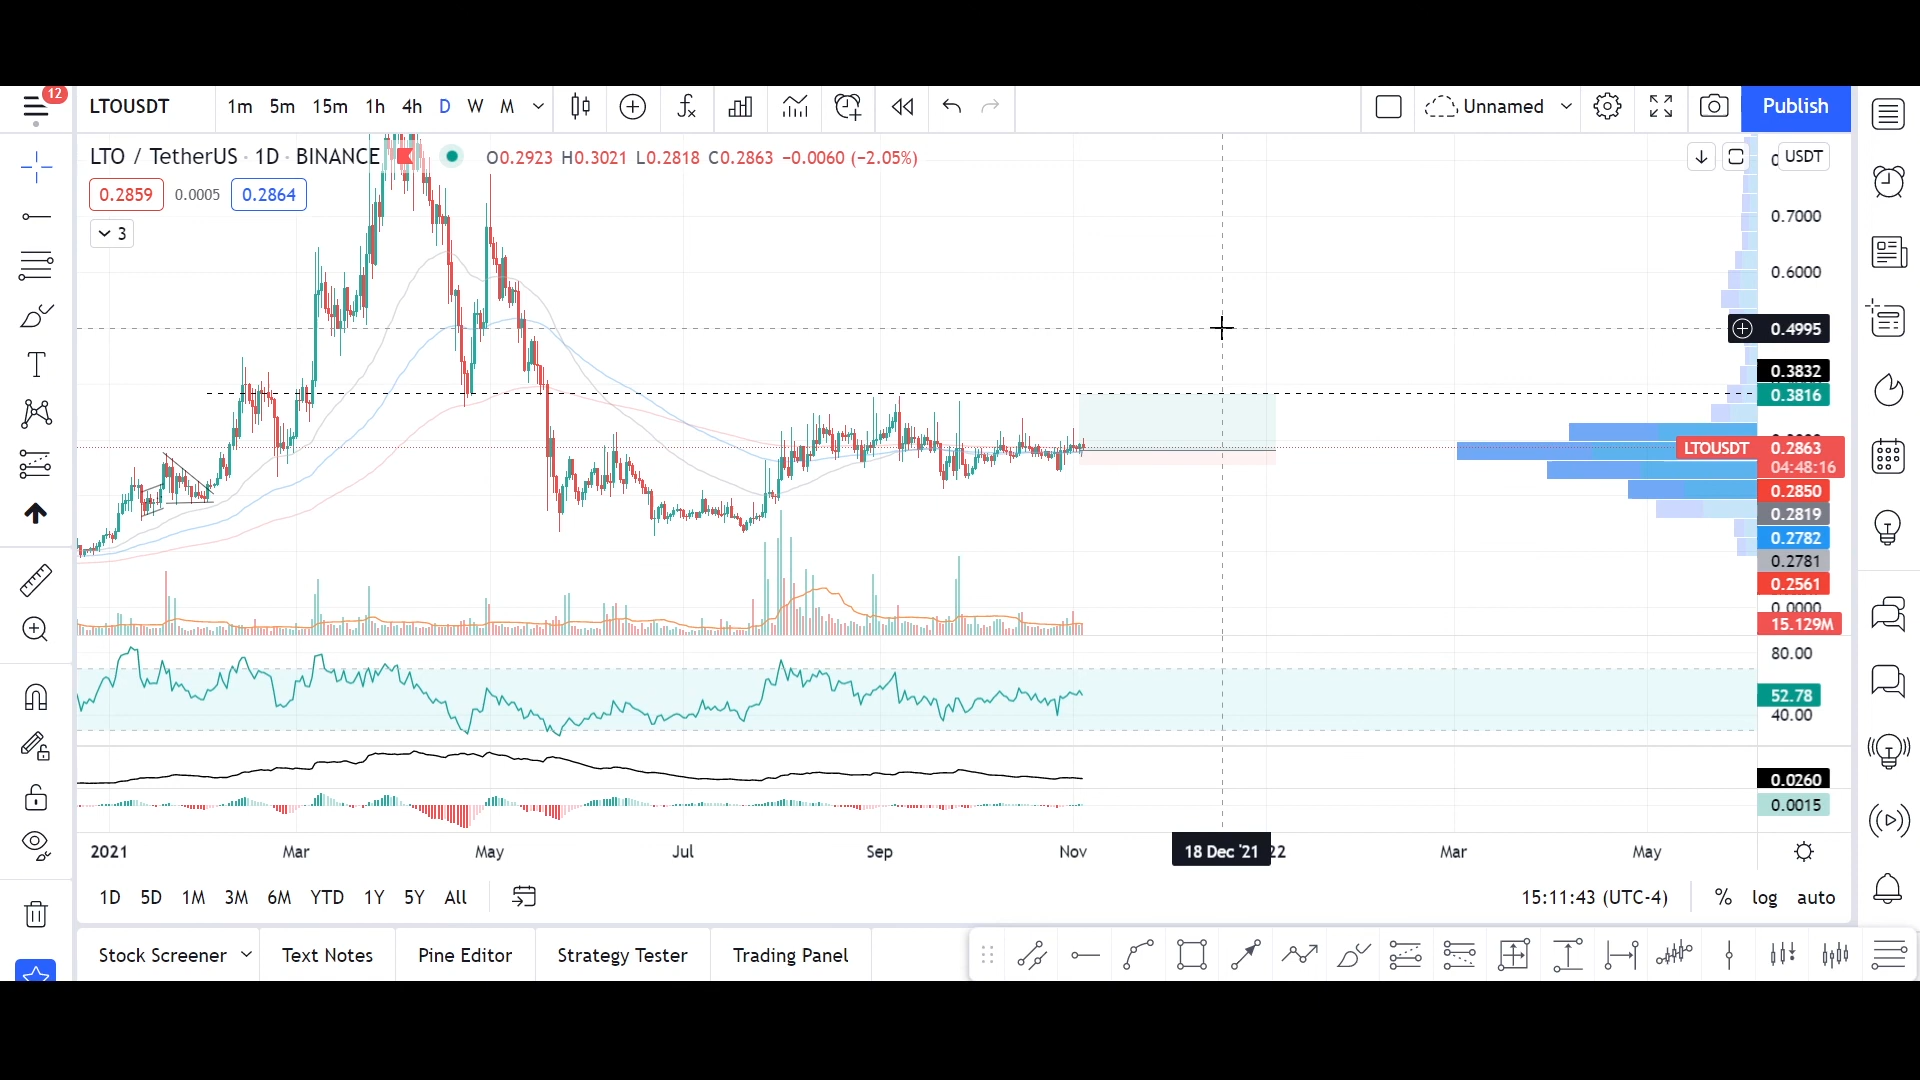 12
LTOUSDT 1m 5m 15m 1h 4h D W M Unnamed Publish
LTO / TetherUS · 1D · BINANCE O0.2923 H0.3021 L0.2818 C0.2863 −0.0060 (−2.05%) USDT
0.2859 0.0005 0.2864
3
0.7000
0.6000
0.4995
0.3832
0.3816
LTOUSDT 0.2863
04:48:16
0.2850
0.2819
0.2782
0.2781
0.2561
0.0000
15.129M
80.00
52.78
40.00
0.0260
0.0015
2021 Mar May Jul Sep Nov 18 Dec '21 22 Mar May
1D 5D 1M 3M 6M YTD 1Y 5Y All 15:11:43 (UTC-4) % log auto
Stock Screener Text Notes Pine Editor Strategy Tester Trading Panel